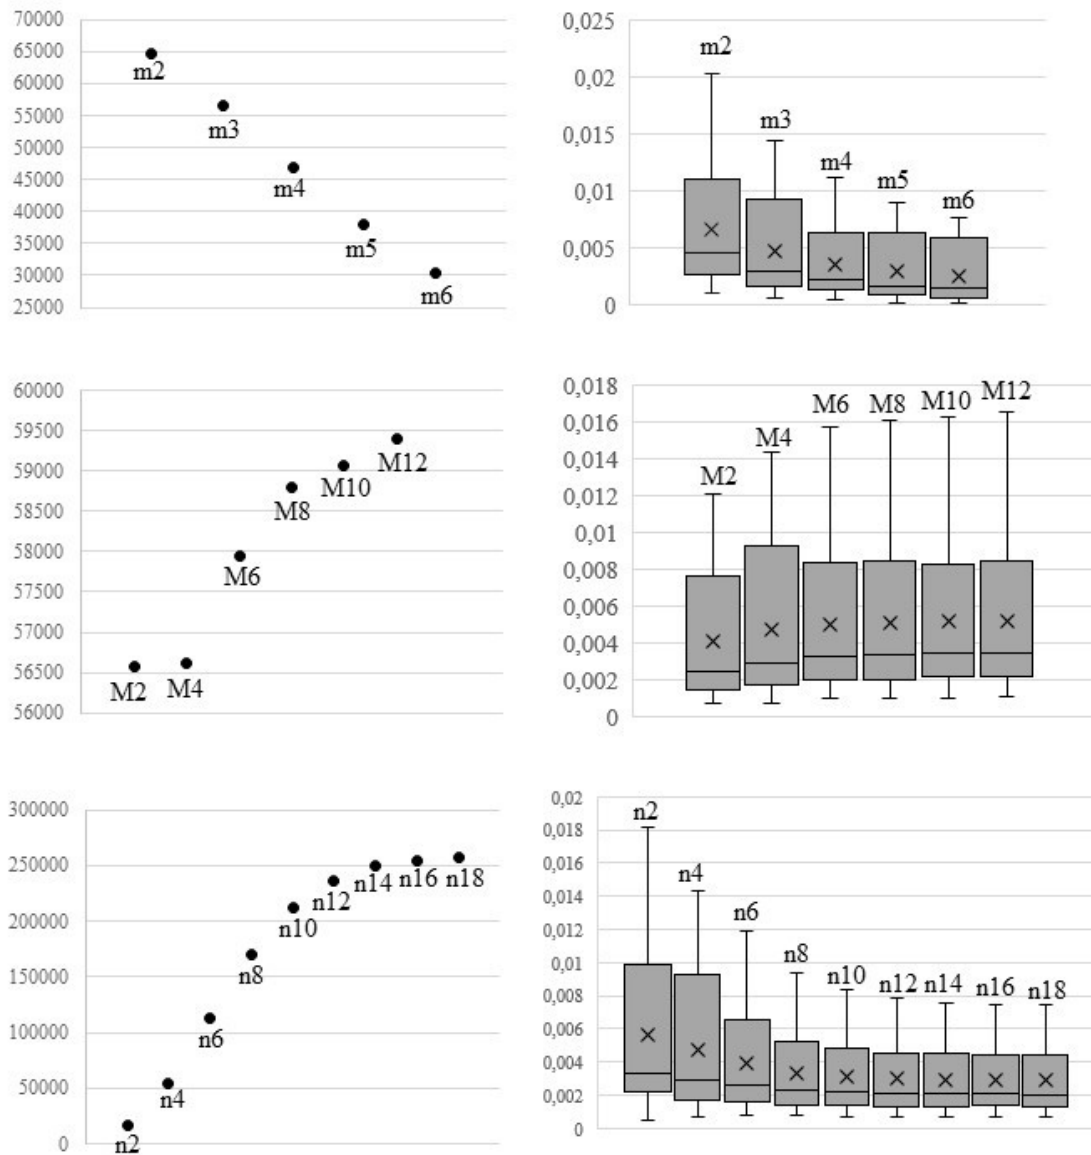 70000
65000
60000
55000
50000
45000
40000
35000
30000
25000
m2
m3
m4
m5
m6
0,025
0,02
0,015
0,01
0,005
0
m2
m3
m4
m5
m6
60000
59500
59000
58500
58000
57500
57000
56500
56000
M2
M4
M6
M8
M10
M12
0,018
0,016
0,014
0,012
0,01
0,008
0,006
0,004
0,002
0
M2
M4
M6
M8
M10
M12
300000
250000
200000
150000
100000
50000
0
n2
n4
n6
n8
n10
n12
n14
n16
n18
0,02
0,018
0,016
0,014
0,012
0,01
0,008
0,006
0,004
0,002
0
n2
n4
n6
n8
n10
n12
n14
n16
n18